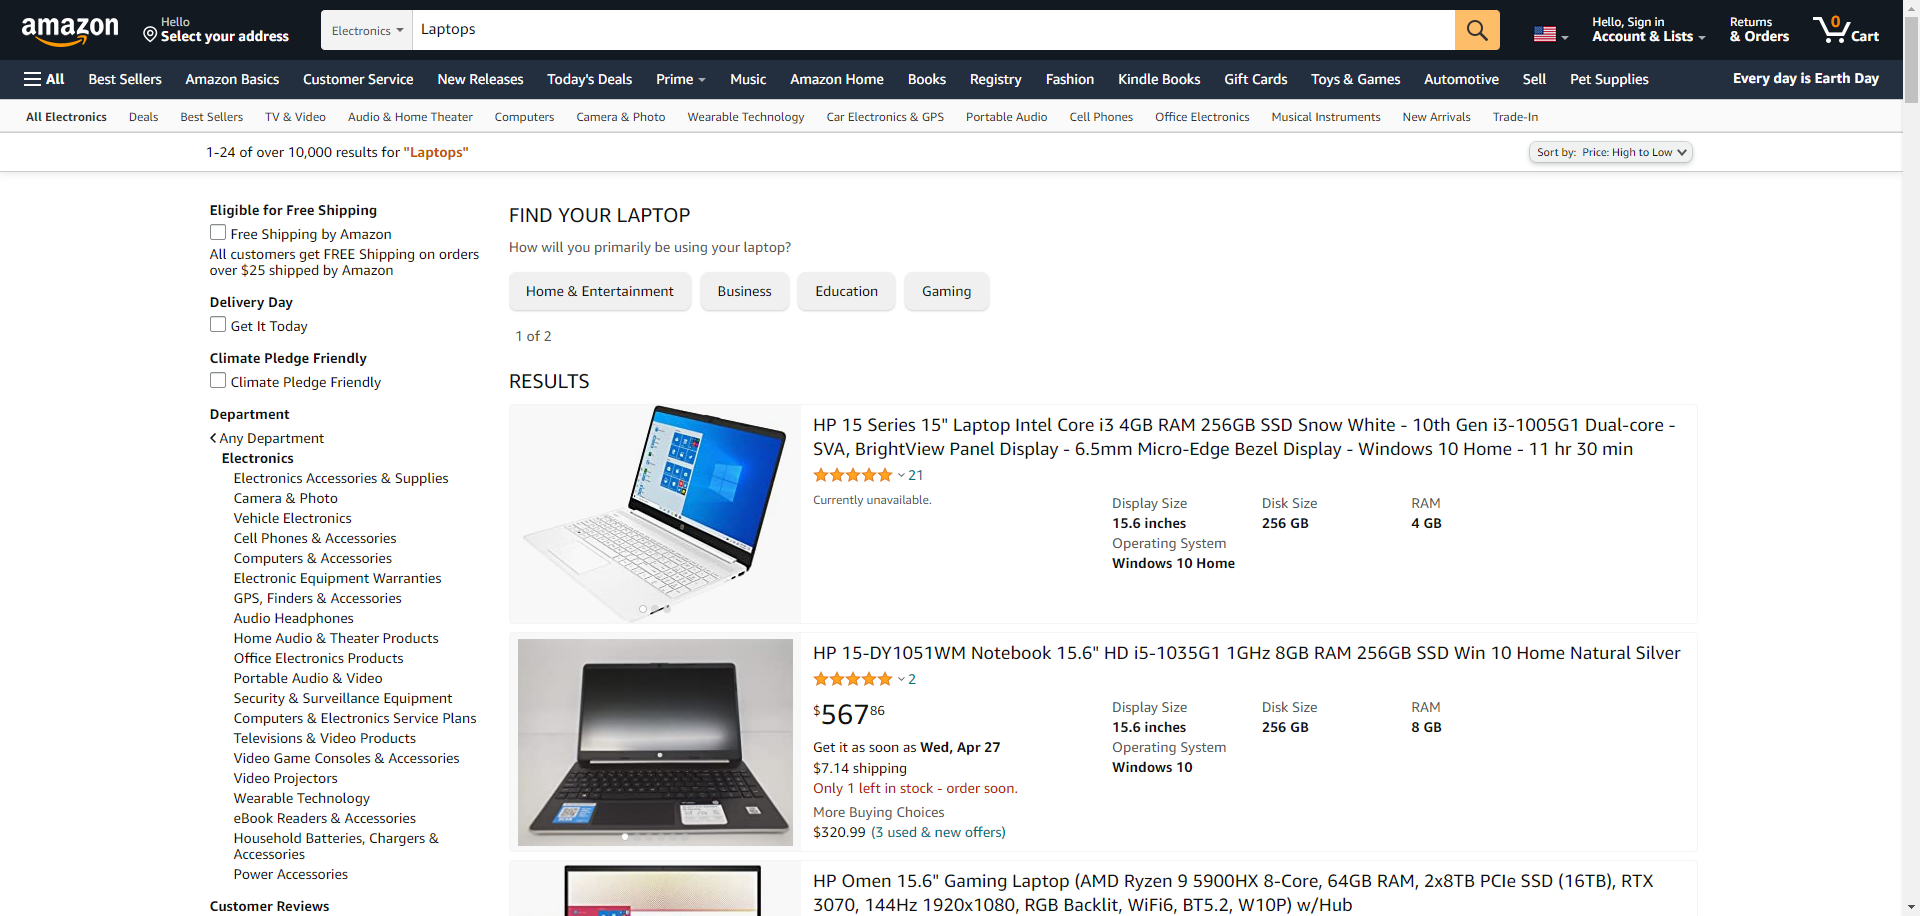 amazon
Hello
Select your address
Electronics
Laptops
Hello, Sign in
Account & Lists
Returns
& Orders
0
Cart
All
Best Sellers
Amazon Basics
Customer Service
New Releases
Today's Deals
Prime
Music
Amazon Home
Books
Registry
Fashion
Kindle Books
Gift Cards
Toys & Games
Automotive
Sell
Pet Supplies
Every day is Earth Day
All Electronics
Deals
Best Sellers
TV & Video
Audio & Home Theater
Computers
Camera & Photo
Wearable Technology
Car Electronics & GPS
Portable Audio
Cell Phones
Office Electronics
Musical Instruments
New Arrivals
Trade-In
1-24 of over 10,000 results for "Laptops"
Sort by: Price: High to Low
Eligible for Free Shipping
Free Shipping by Amazon
All customers get FREE Shipping on orders
over $25 shipped by Amazon
Delivery Day
Get It Today
Climate Pledge Friendly
Climate Pledge Friendly
Department
Any Department
Electronics
Electronics Accessories & Supplies
Camera & Photo
Vehicle Electronics
Cell Phones & Accessories
Computers & Accessories
Electronic Equipment Warranties
GPS, Finders & Accessories
Audio Headphones
Home Audio & Theater Products
Office Electronics Products
Portable Audio & Video
Security & Surveillance Equipment
Computers & Electronics Service Plans
Televisions & Video Products
Video Game Consoles & Accessories
Video Projectors
Wearable Technology
eBook Readers & Accessories
Household Batteries, Chargers &
Accessories
Power Accessories
Customer Reviews
FIND YOUR LAPTOP
How will you primarily be using your laptop?
Home & Entertainment
Business
Education
Gaming
1 of 2
RESULTS
HP 15 Series 15" Laptop Intel Core i3 4GB RAM 256GB SSD Snow White - 10th Gen i3-1005G1 Dual-core -
SVA, BrightView Panel Display - 6.5mm Micro-Edge Bezel Display - Windows 10 Home - 11 hr 30 min
21
Currently unavailable.
Display Size
15.6 inches
Disk Size
256 GB
RAM
4 GB
Operating System
Windows 10 Home
HP 15-DY1051WM Notebook 15.6" HD i5-1035G1 1GHz 8GB RAM 256GB SSD Win 10 Home Natural Silver
2
$567 86
Get it as soon as Wed, Apr 27
$7.14 shipping
Only 1 left in stock - order soon.
More Buying Choices
$320.99 (3 used & new offers)
Display Size
15.6 inches
Disk Size
256 GB
RAM
8 GB
Operating System
Windows 10
HP Omen 15.6" Gaming Laptop (AMD Ryzen 9 5900HX 8-Core, 64GB RAM, 2x8TB PCIe SSD (16TB), RTX
3070, 144Hz 1920x1080, RGB Backlit, WiFi6, BT5.2, W10P) w/Hub